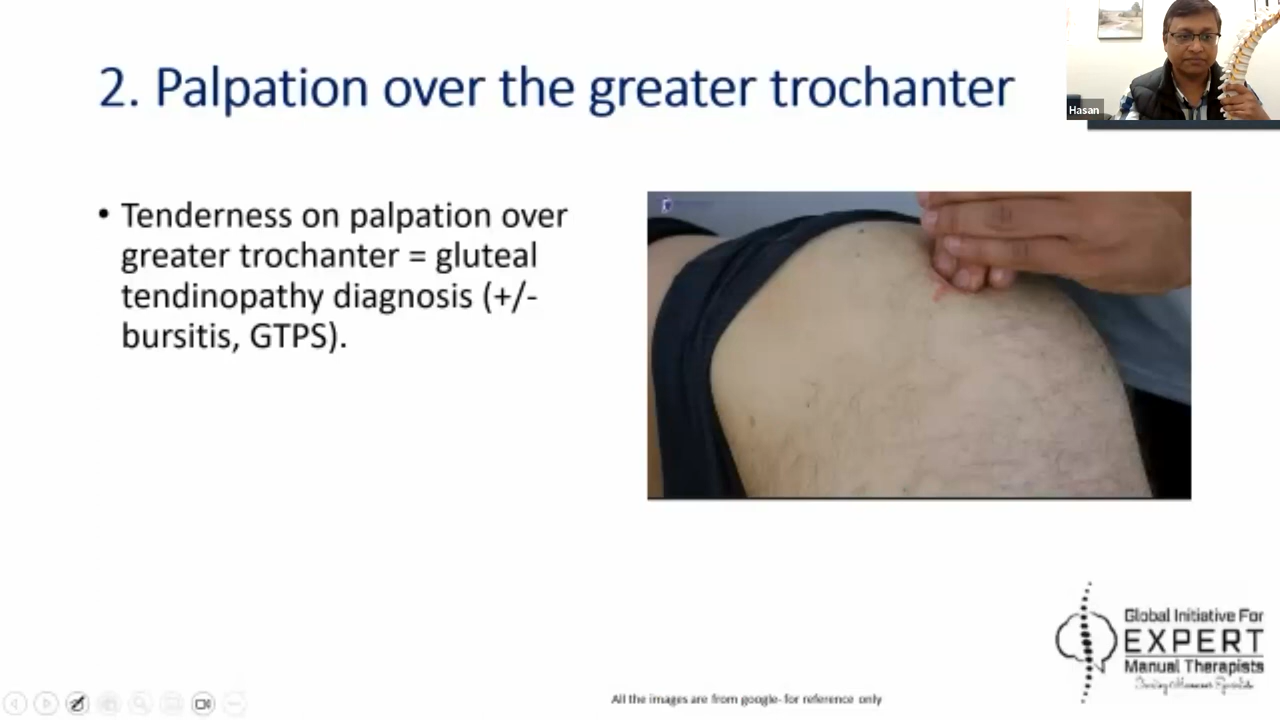 2. Palpation over the greater trochanter
Hasan
• Tenderness on palpation over
greater trochanter = gluteal
tendinopathy diagnosis (+/-
bursitis, GTPS).
Global Initiative For
EXPERT
Manual Therapists
All the images are from google- for reference only